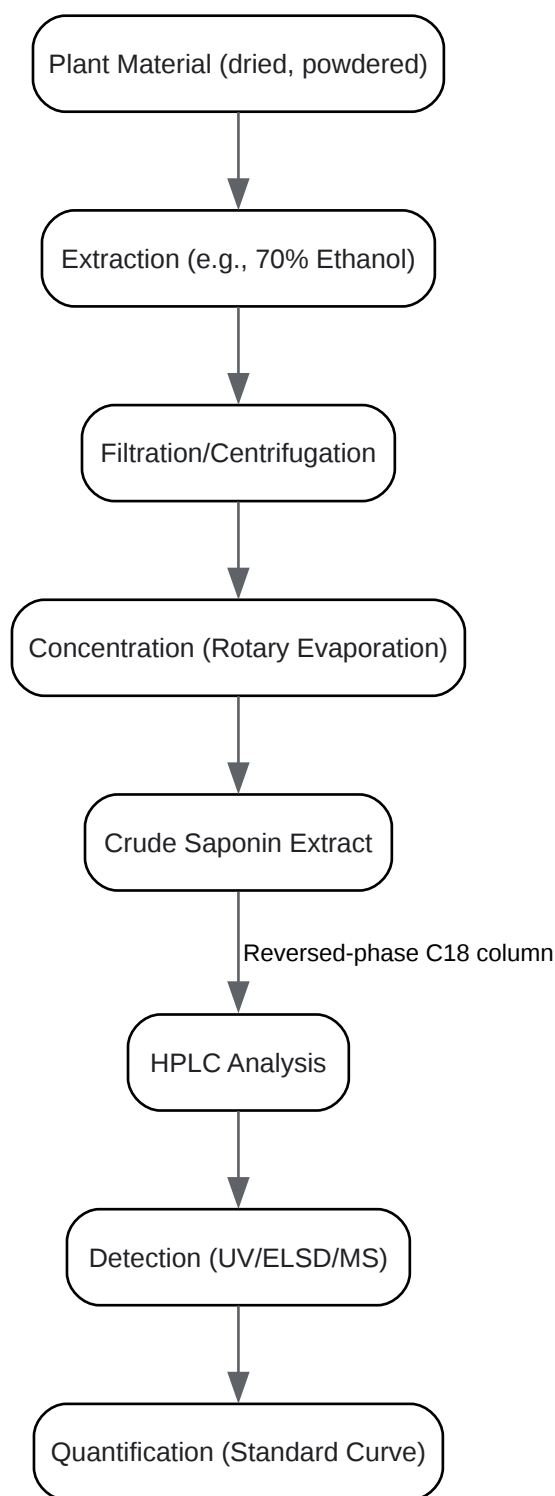 Plant Material (dried, powdered)
Extraction (e.g., 70% Ethanol)
Filtration/Centrifugation
Concentration (Rotary Evaporation)
Crude Saponin Extract
Reversed-phase C18 column
HPLC Analysis
Detection (UV/ELSD/MS)
Quantification (Standard Curve)